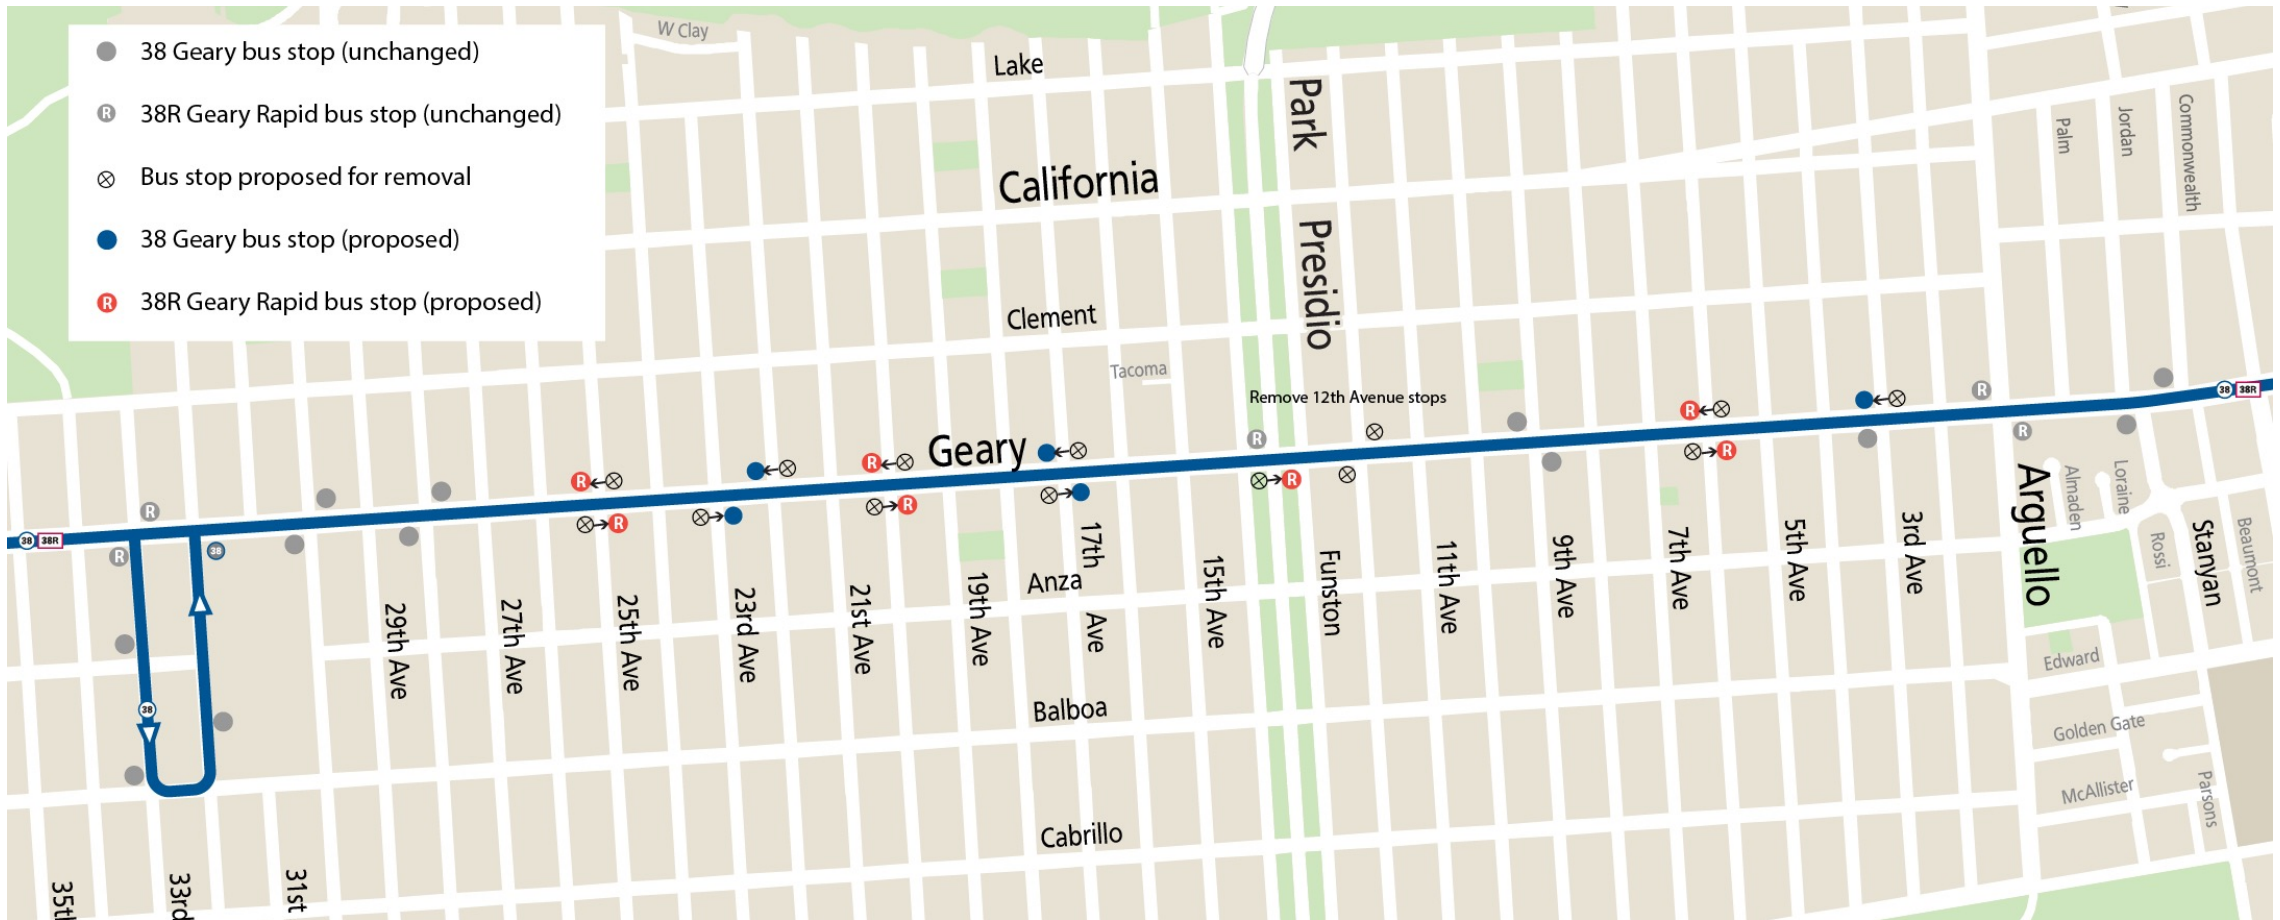 38 Geary bus stop (unchanged)
R
38R Geary Rapid bus stop (unchanged)
Bus stop proposed for removal
38 Geary bus stop (proposed)
R
38R Geary Rapid bus stop (proposed)
W Clay
Lake
Park
Presidio
California
Clement
Tacoma
Palm
Jordan
Commonwealth
Remove 12th Avenue stops
Geary
R
R
R
R
R
38
38R
R
R
R
R
R
R
R
38
38R
R
38
38
17th
Ave
Anza
Balboa
Cabrillo
35th
33rd
31st
29th Ave
27th Ave
25th Ave
23rd Ave
21st Ave
19th Ave
15th Ave
Funston
11th Ave
9th Ave
7th Ave
5th Ave
3rd Ave
Arguello
Almaden
Loraine
Rossi
Stanyan
Beaumont
Edward
Golden Gate
McAllister
Parsons